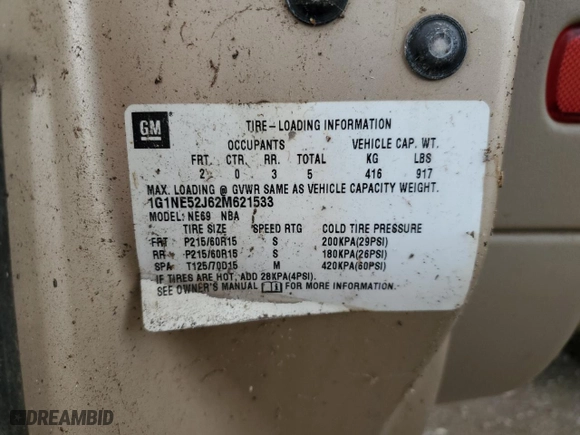 GM
TIRE-LOADING INFORMATION
OCCUPANTS VEHICLE CAP. WT.
FRT CTR RR. TOTAL KG LBS
2 0 3 5 416 917
MAX. LOADING @ GVWR SAME AS VEHICLE CAPACITY WEIGHT.
1G1NE52J62M621533
MODEL: NE69 NBA
TIRE SIZE SPEED RTG COLD TIRE PRESSURE
FRT P215/60R15 S 200KPA(29PSI)
RR P215/60R15 S 180KPA(26PSI)
SPA T125/70D15 M 420KPA(60PSI)
IF TIRES ARE HOT, ADD 28KPA(4PSI).
SEE OWNER'S MANUAL FOR MORE INFORMATION.
DREAMBID